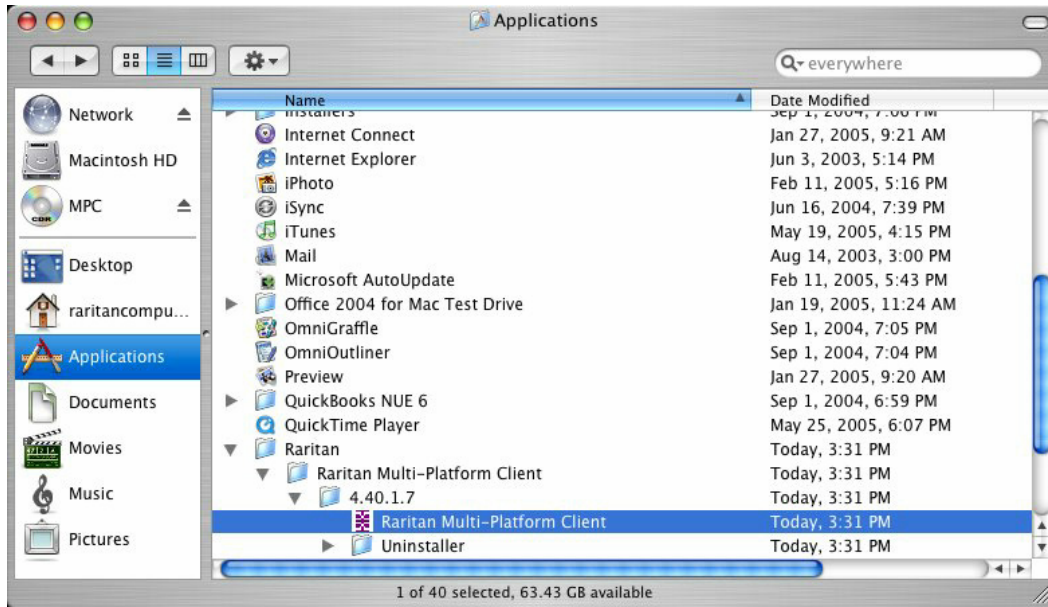 Applications
everywhere
Network
Macintosh HD
MPC
CDR
Desktop
raritancompu...
Applications
Documents
Movies
Music
Pictures
Name Date Modified
Installers Sep 1, 2004, 7:06 PM
Internet Connect Jan 27, 2005, 9:21 AM
Internet Explorer Jun 3, 2003, 5:14 PM
iPhoto Feb 11, 2005, 5:16 PM
iSync Jun 16, 2004, 7:39 PM
iTunes May 19, 2005, 4:15 PM
Mail Aug 14, 2003, 3:00 PM
Microsoft AutoUpdate Feb 11, 2005, 5:43 PM
Office 2004 for Mac Test Drive Jan 19, 2005, 11:24 AM
OmniGraffle Sep 1, 2004, 7:05 PM
OmniOutliner Sep 1, 2004, 7:04 PM
Preview Jan 27, 2005, 9:20 AM
QuickBooks NUE 6 Sep 1, 2004, 6:59 PM
QuickTime Player May 25, 2005, 6:07 PM
Raritan Today, 3:31 PM
Raritan Multi-Platform Client Today, 3:31 PM
4.40.1.7 Today, 3:31 PM
Raritan Multi-Platform Client Today, 3:31 PM
Uninstaller Today, 3:31 PM
1 of 40 selected, 63.43 GB available